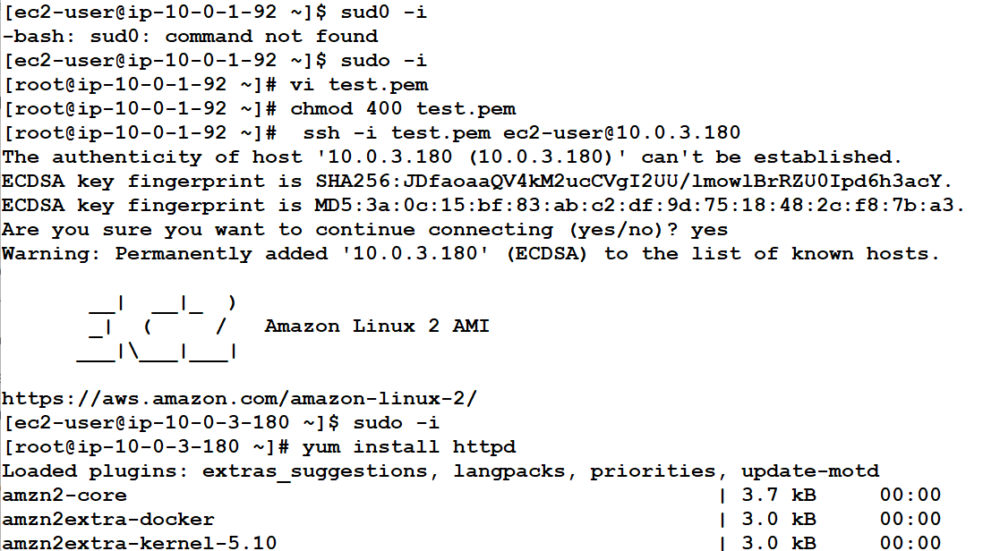 [ec2-user@ip-10-0-1-92 ~]$ sud0 -i
-bash: sud0: command not found
[ec2-user@ip-10-0-1-92 ~]$ sudo -i
[root@ip-10-0-1-92 ~]# vi test.pem
[root@ip-10-0-1-92 ~]# chmod 400 test.pem
[root@ip-10-0-1-92 ~]#  ssh -i test.pem ec2-user@10.0.3.180
The authenticity of host '10.0.3.180 (10.0.3.180)' can't be established.
ECDSA key fingerprint is SHA256:JDfaoaaQV4kM2ucCVgI2UU/lmowlBrRZU0Ipd6h3acY.
ECDSA key fingerprint is MD5:3a:0c:15:bf:83:ab:c2:df:9d:75:18:48:2c:f8:7b:a3.
Are you sure you want to continue connecting (yes/no)? yes
Warning: Permanently added '10.0.3.180' (ECDSA) to the list of known hosts.
       __|  __|_  )
       _|  (     /   Amazon Linux 2 AMI
      ___|\___|___|
https://aws.amazon.com/amazon-linux-2/
[ec2-user@ip-10-0-3-180 ~]$ sudo -i
[root@ip-10-0-3-180 ~]# yum install httpd
Loaded plugins: extras_suggestions, langpacks, priorities, update-motd
amzn2-core                                               | 3.7 kB     00:00
amzn2extra-docker                                        | 3.0 kB     00:00
amzn2extra-kernel-5.10                                   | 3.0 kB     00:00